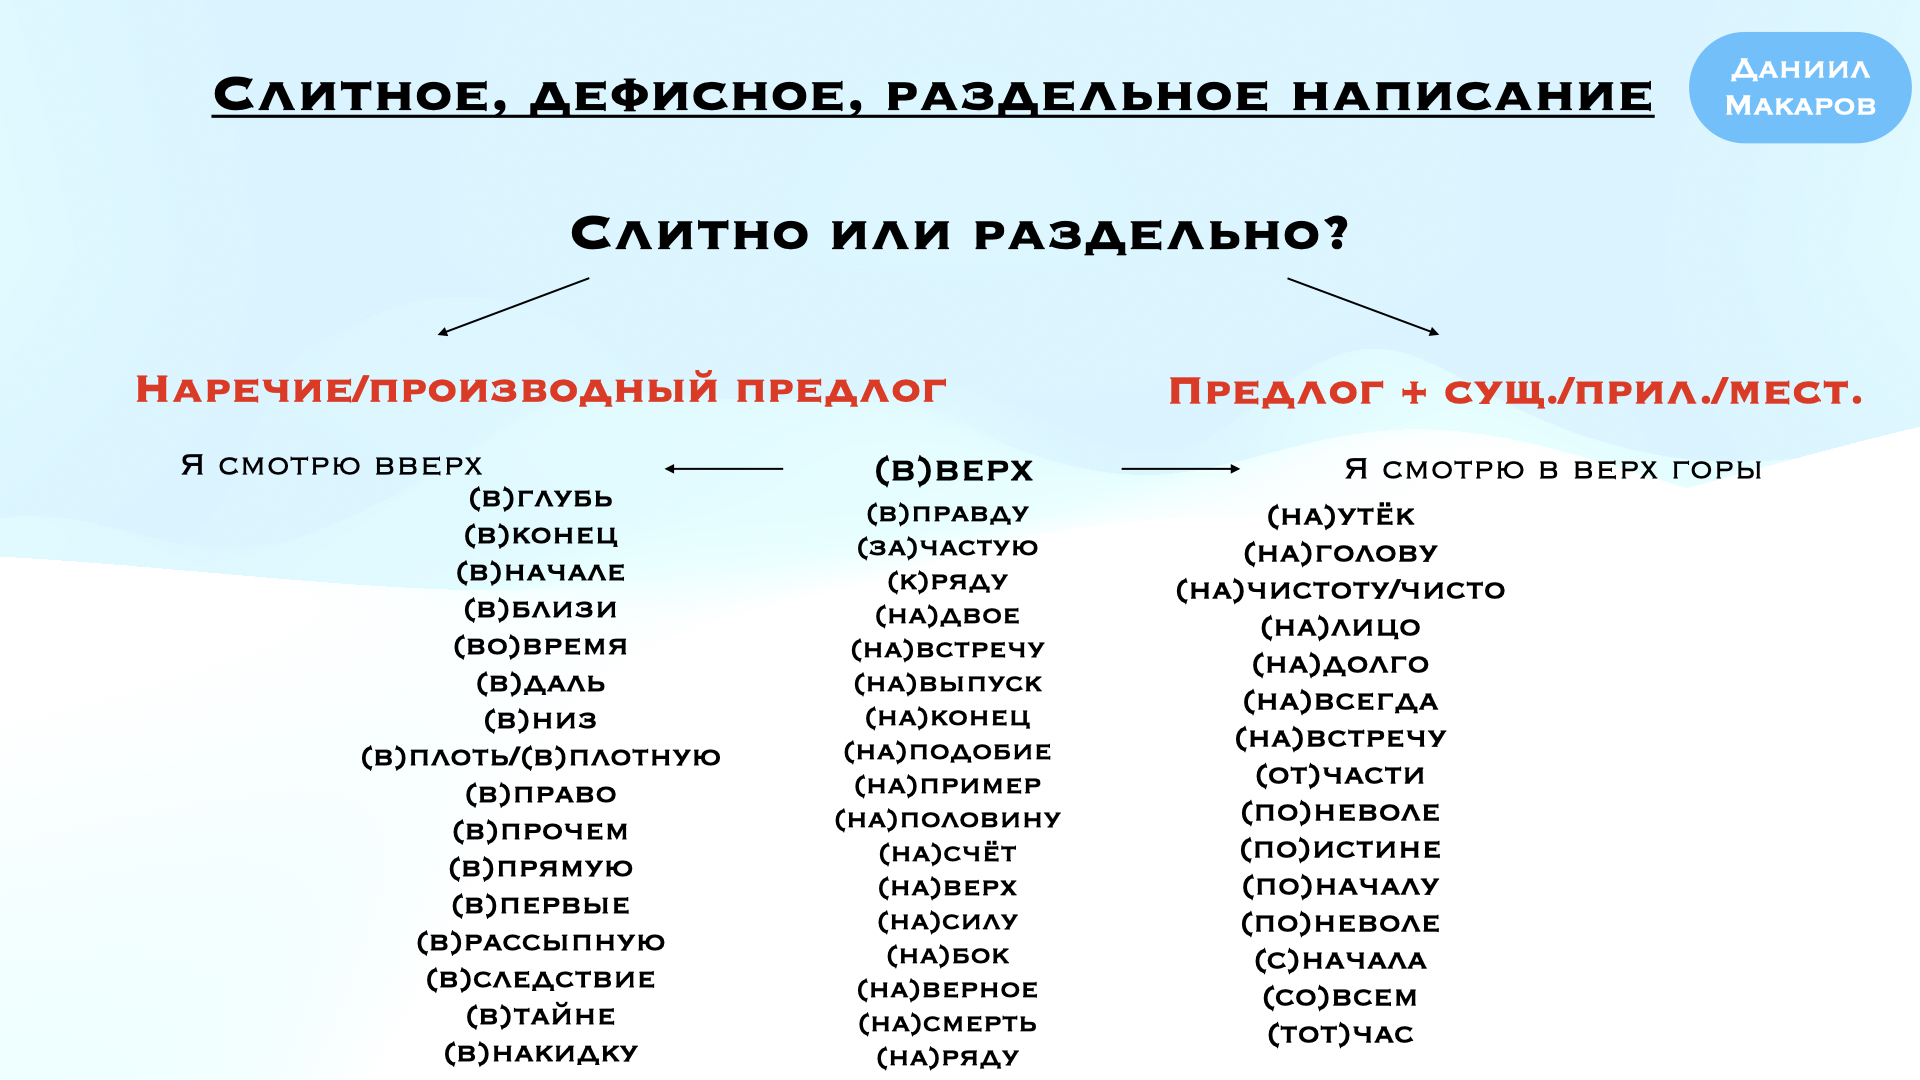 Слитное, дефисное, раздельное написание
Даниил
Макаров
Слитно или раздельно?
Наречие/производный предлог
Предлог + сущ./прил./мест.
Я смотрю вверх
(в)верх
Я смотрю в верх горы
(в)глубь
(в)конец
(в)начале
(в)близи
(во)время
(в)даль
(в)низ
(в)плоть/(в)плотную
(в)право
(в)прочем
(в)прямую
(в)первые
(в)рассыпную
(в)следствие
(в)тайне
(в)накидку
(в)правду
(за)частую
(к)ряду
(на)двое
(на)встречу
(на)выпуск
(на)конец
(на)подобие
(на)пример
(на)половину
(на)счёт
(на)верх
(на)силу
(на)бок
(на)верное
(на)смерть
(на)ряду
(на)утёк
(на)голову
(на)чистоту/чисто
(на)лицо
(на)долго
(на)всегда
(на)встречу
(от)части
(по)неволе
(по)истине
(по)началу
(по)неволе
(с)начала
(со)всем
(тот)час